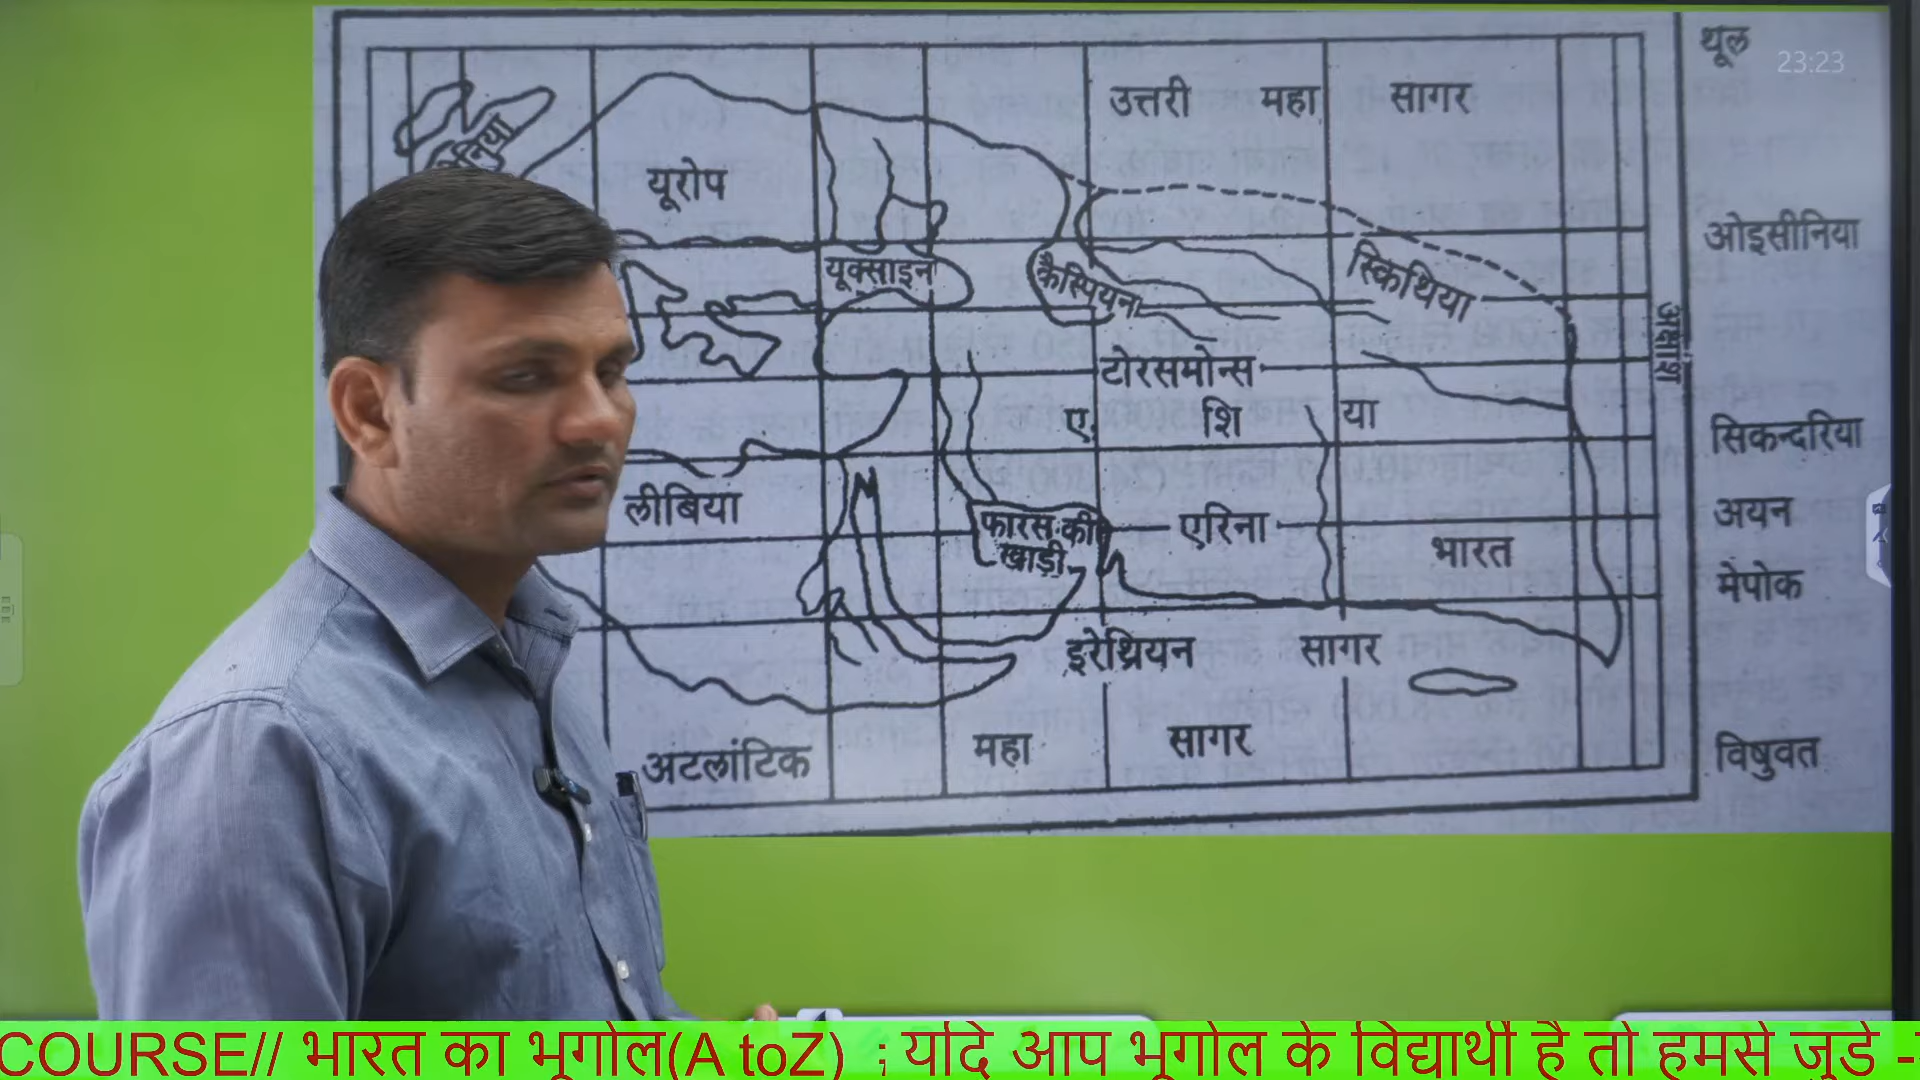 थूल
23:23
उत्तरी महा सागर
यूरोप
ओइसीनिया
यूक्साइन
कैस्पियन
स्किथिया
अक्षांश
टोरसमोन्स
ए. शि या
सिकन्दरिया
लीबिया
फारस की
खाड़ी
एरिना
भारत
अयन
मेपोक
इरेथ्रियन सागर
अटलांटिक महा सागर
विषुवत
COURSE// भारत का भूगोल(A toZ) ; यदि आप भूगोल के विद्यार्थी है तो हमसे जुडे -